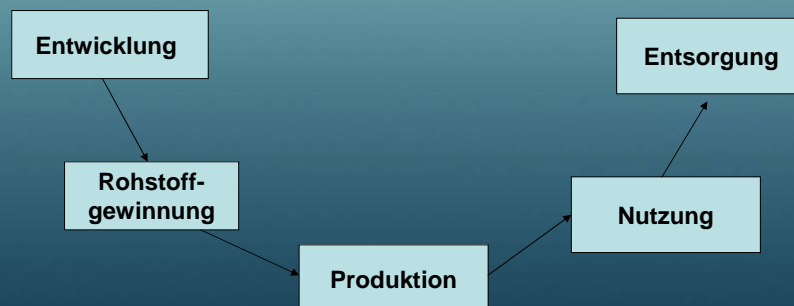 Entwicklung
Rohstoff-
gewinnung
Produktion
Nutzung
Entsorgung